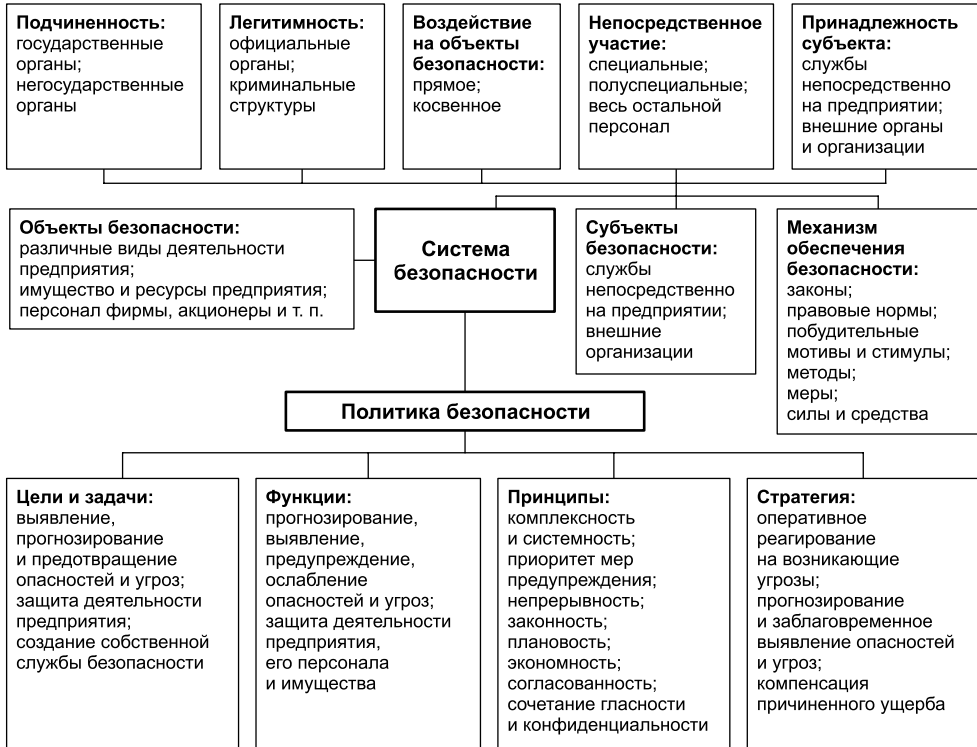 Подчиненность:
государственные
органы;
негосударственные
органы
Легитимность:
официальные
органы;
криминальные
структуры
Воздействие
на объекты
безопасности:
прямое;
косвенное
Непосредственное
участие:
специальные;
полуспециальные;
весь остальной
персонал
Принадлежность
субъекта:
службы
непосредственно
на предприятии;
внешние органы
и организации
Объекты безопасности:
различные виды деятельности
предприятия;
имущество и ресурсы предприятия;
персонал фирмы, акционеры и т. п.
Система
безопасности
Субъекты
безопасности:
службы
непосредственно
на предприятии;
внешние
организации
Механизм
обеспечения
безопасности:
законы;
правовые нормы;
побудительные
мотивы и стимулы;
методы;
меры;
силы и средства
Политика безопасности
Цели и задачи:
выявление,
прогнозирование
и предотвращение
опасностей и угроз;
защита деятельности
предприятия;
создание собственной
службы безопасности
Функции:
прогнозирование,
выявление,
предупреждение,
ослабление
опасностей и угроз;
защита деятельности
предприятия,
его персонала
и имущества
Принципы:
комплексность
и системность;
приоритет мер
предупреждения;
непрерывность;
законность;
плановость;
экономность;
согласованность;
сочетание гласности
и конфиденциальности
Стратегия:
оперативное
реагирование
на возникающие
угрозы;
прогнозирование
и заблаговременное
выявление опасностей
и угроз;
компенсация
причиненного ущерба